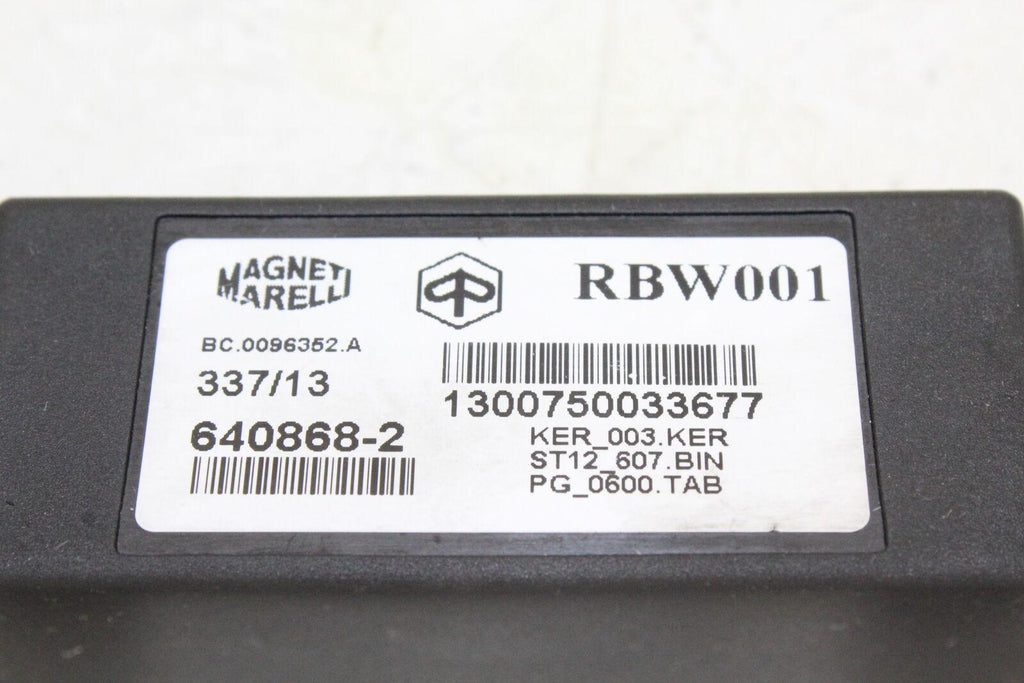 MAGNETI
MARELLI
RBW001
BC.0096352.A
337/13
640868-2
1300750033677
KER_003.KER
ST12_607.BIN
PG_0600.TAB